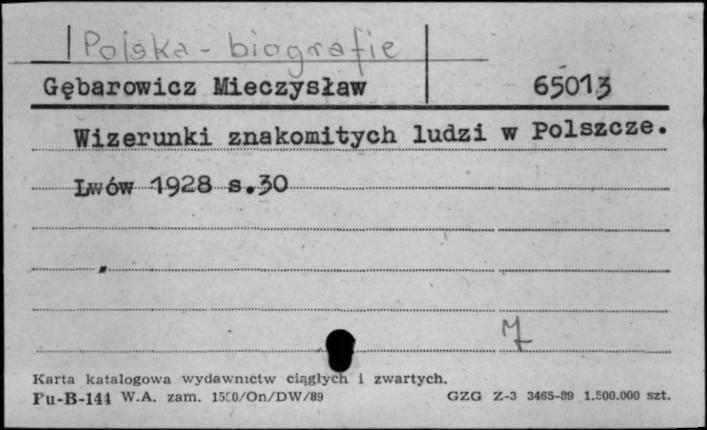 Polska - biografie
Gębarowicz Mieczysław 65013
Wizerunki znakomitych ludzi w Polszcze.
Lwów 1928 s.30
Karta katalogowa wydawnictw ciągłych i zwartych.
Pu-B-144 W.A. zam. 1500/On/DW/89 GZG Z-3 3465-89 1.500.000 szt.